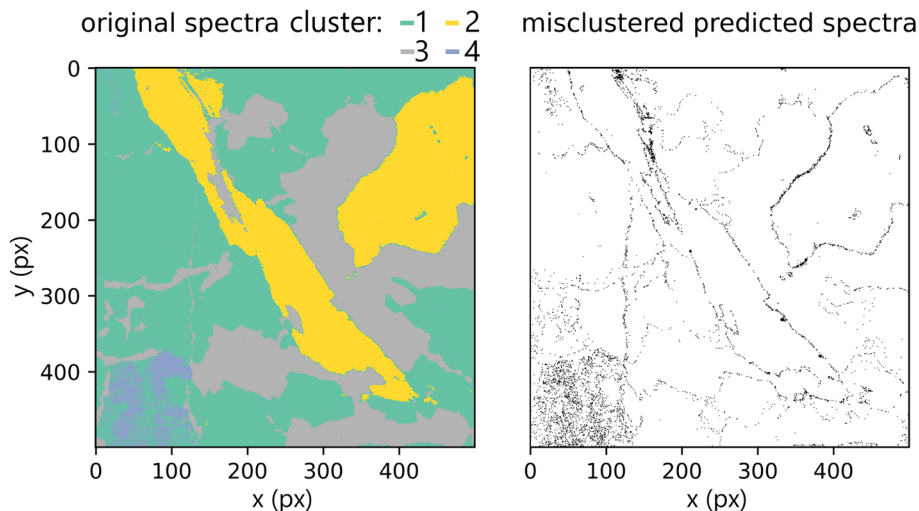 original spectra cluster: 1 2
3 4
misclustered predicted spectra
0
100
200
300
400
y (px)
0 100 200 300 400
x (px)
0 100 200 300 400
x (px)